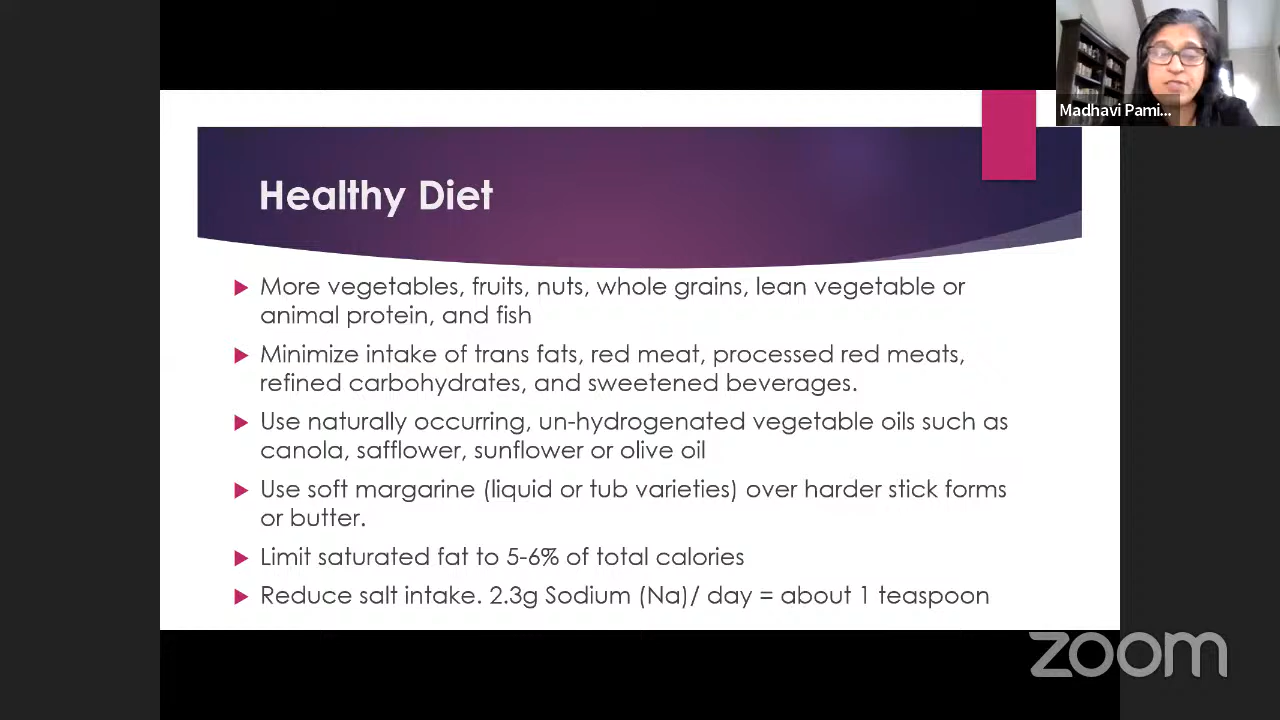 Madhavi Pami...
Healthy Diet
More vegetables, fruits, nuts, whole grains, lean vegetable or
animal protein, and fish
Minimize intake of trans fats, red meat, processed red meats,
refined carbohydrates, and sweetened beverages.
Use naturally occurring, un-hydrogenated vegetable oils such as
canola, safflower, sunflower or olive oil
Use soft margarine (liquid or tub varieties) over harder stick forms
or butter.
Limit saturated fat to 5-6% of total calories
Reduce salt intake. 2.3g Sodium (Na)/ day = about 1 teaspoon
zoom